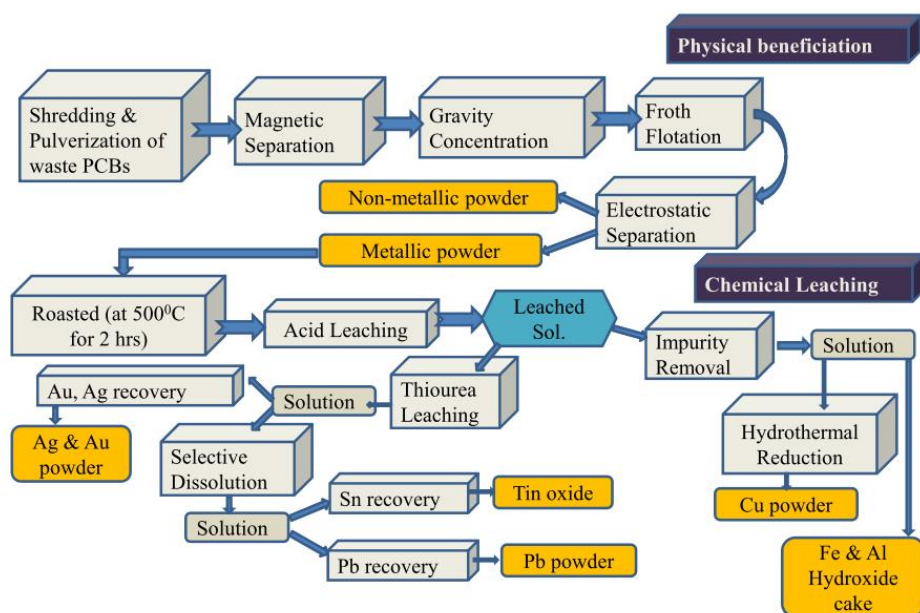 Physical beneficiation
Shredding &
Pulverization of
waste PCBs
Magnetic
Separation
Gravity
Concentration
Froth
Flotation
Non-metallic powder
Electrostatic
Separation
Metallic powder
Chemical Leaching
Roasted (at 500⁰C
for 2 hrs)
Acid Leaching
Leached
Sol.
Impurity
Removal
Solution
Au, Ag recovery
Solution
Thiourea
Leaching
Ag & Au
powder
Selective
Dissolution
Hydrothermal
Reduction
Sn recovery
Tin oxide
Cu powder
Solution
Pb recovery
Pb powder
Fe & Al
Hydroxide
cake